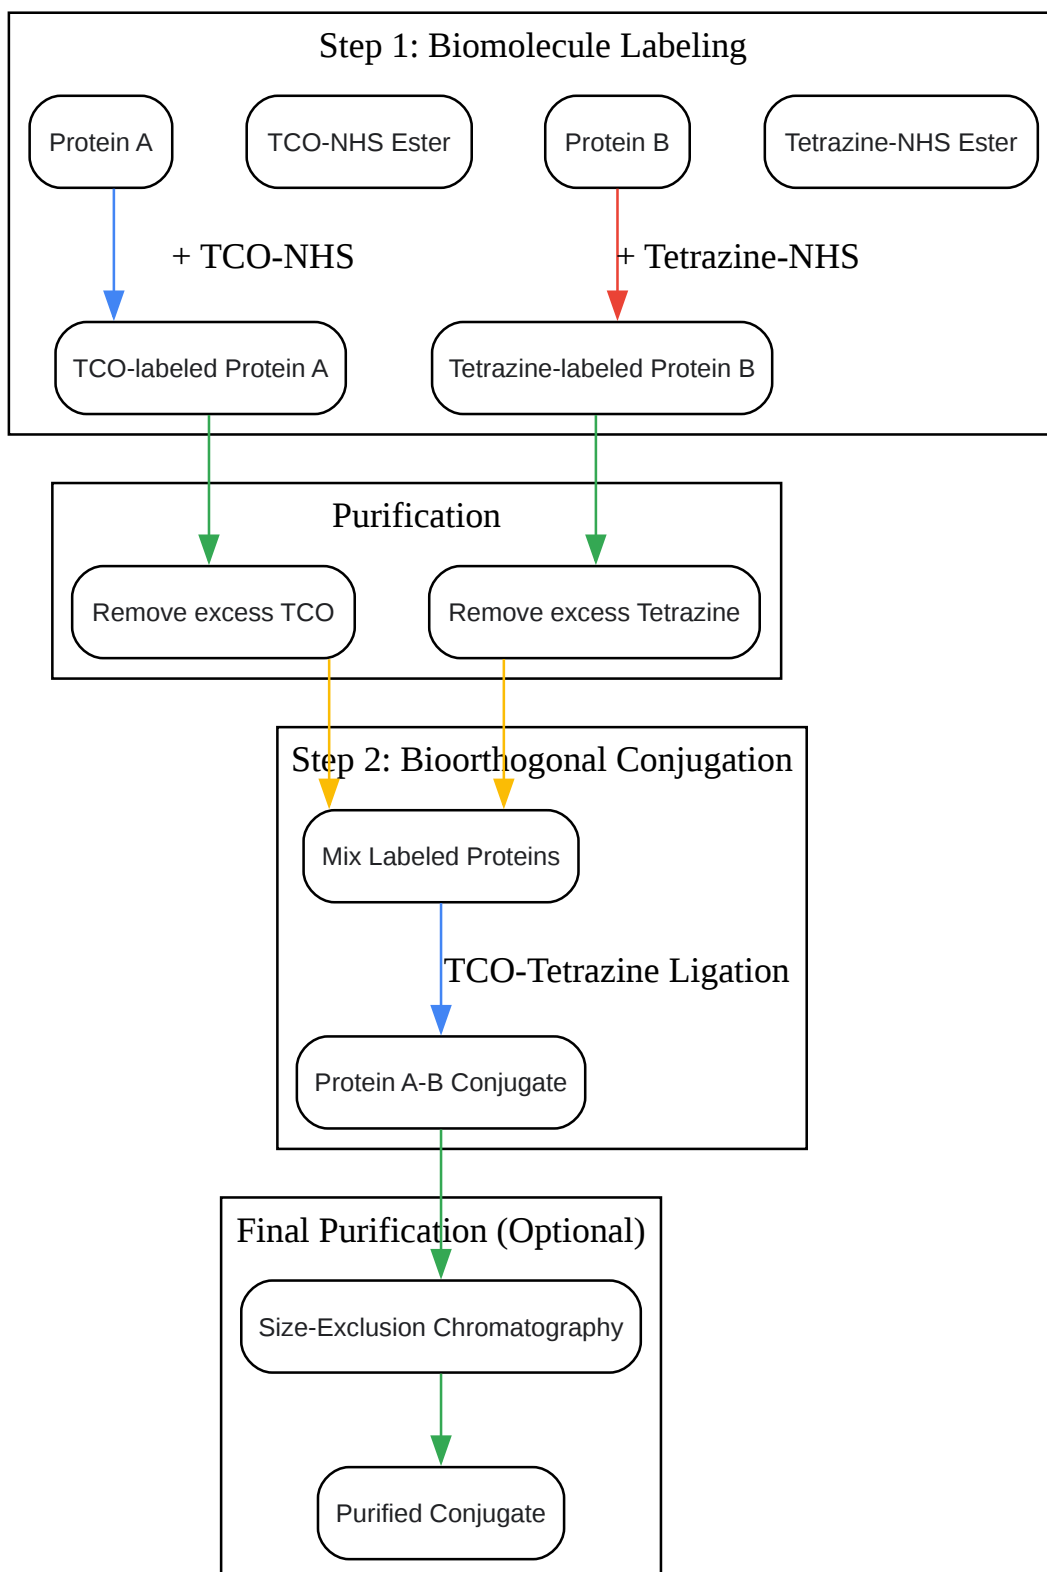 Step 1: Biomolecule Labeling
Protein A
TCO-NHS Ester
Protein B
Tetrazine-NHS Ester
+ TCO-NHS
+ Tetrazine-NHS
TCO-labeled Protein A
Tetrazine-labeled Protein B
Purification
Remove excess TCO
Remove excess Tetrazine
Step 2: Bioorthogonal Conjugation
Mix Labeled Proteins
TCO-Tetrazine Ligation
Protein A-B Conjugate
Final Purification (Optional)
Size-Exclusion Chromatography
Purified Conjugate